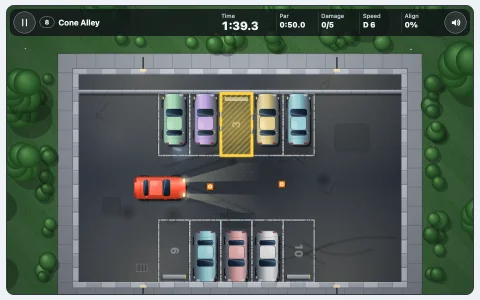 8 Cone Alley
Time
1:39.3
Par
0:50.0
Damage
0/5
Speed
D 6
Align
0%
3
6
10